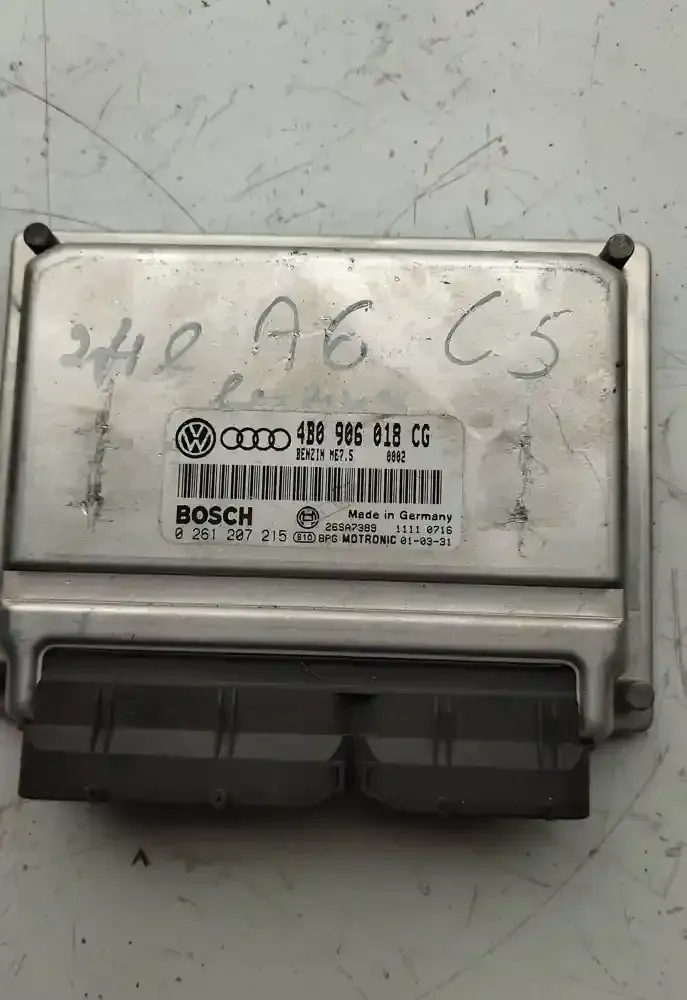 2,4l A6 C5
4B0 906 018 CG
BENZIN ME7.5 0002
BOSCH Made in Germany
26SA7389 1111 0716
0 261 207 215 810 BPG MOTRONIC 01-03-31